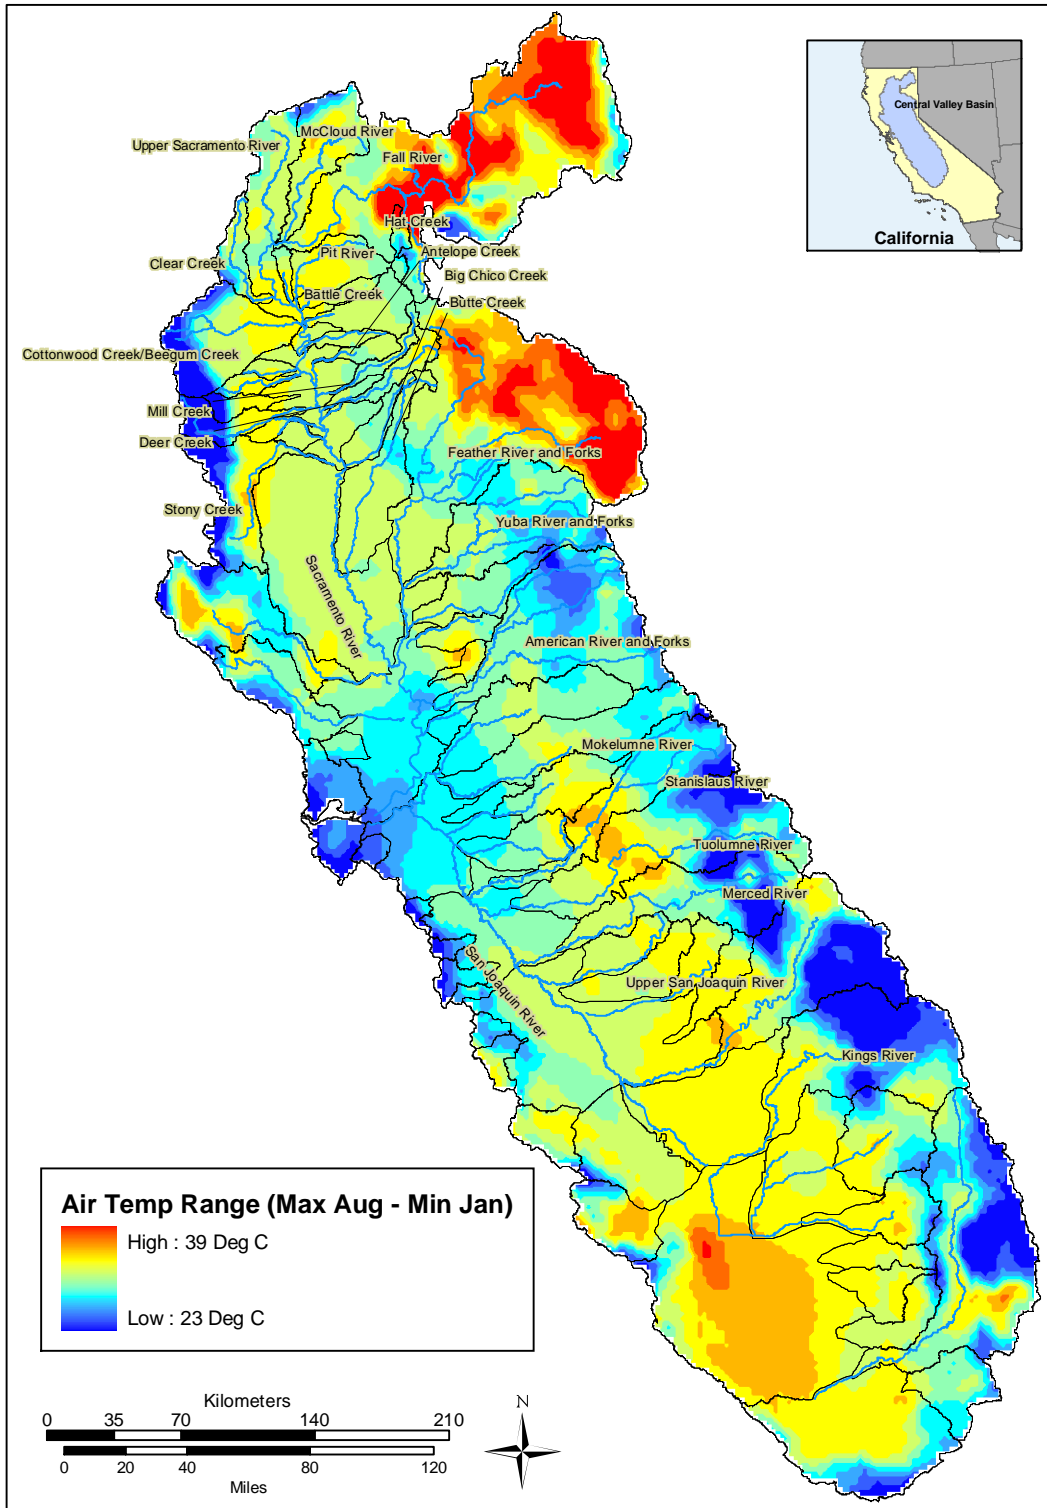 Central Valley Basin
California
McCloud River
Upper Sacramento River
Fall River
Hat Creek
Pit River
Antelope Creek
Clear Creek
Big Chico Creek
Battle Creek
Butte Creek
Cottonwood Creek/Beegum Creek
Mill Creek
Deer Creek
Feather River and Forks
Stony Creek
Yuba River and Forks
Sacramento River
American River and Forks
Mokelumne River
Stanislaus River
Tuolumne River
Merced River
San Joaquin River
Upper San Joaquin River
Kings River
Air Temp Range (Max Aug - Min Jan)
High : 39 Deg C
Low : 23 Deg C
Kilometers
0 35 70 140 210
0 20 40 80 120
Miles
N